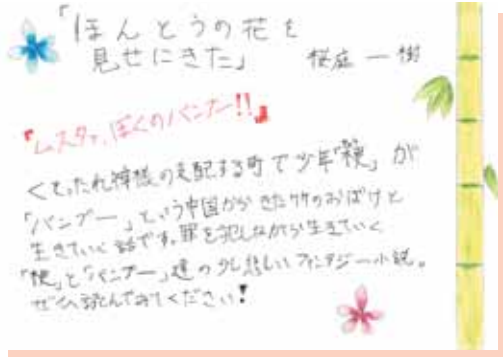 「ほんとうの花を
見せにきた」 桜庭 一樹
『ムスタァ、ぼくのバンブー!!』
くそったれ神様の支配する町で少年「梗」が
「バンブー」という中国からきた竹のおばけと
生きていく話です。罪を犯しながら生きていく
「梗」と「バンブー」達の少し悲しいファンタジー小説。
ぜひ読んでみてください!